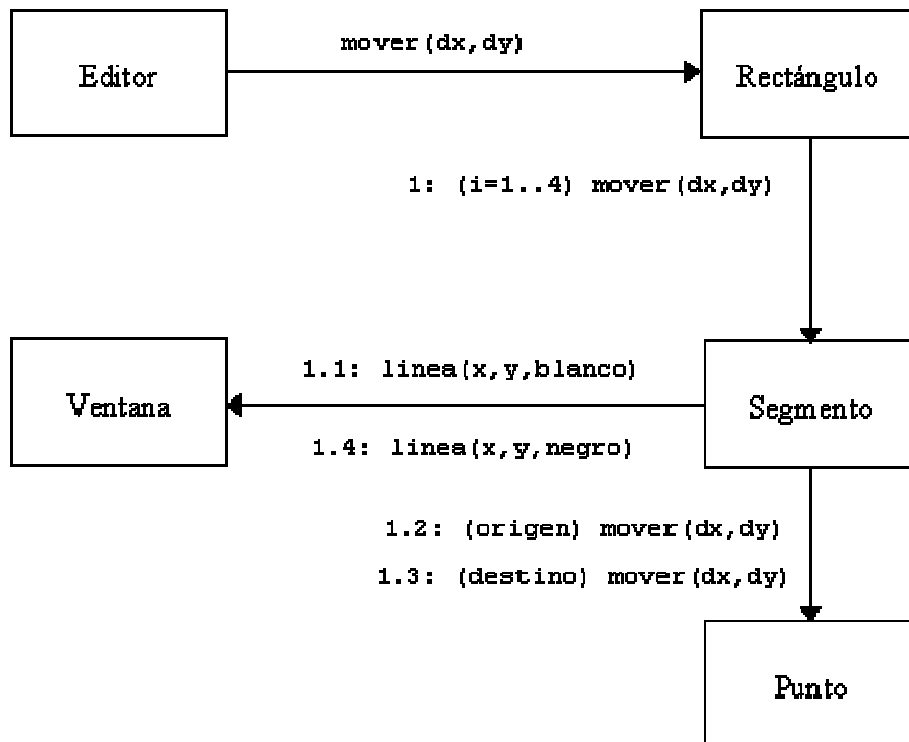 mover(dx,dy)
Editor
Rectángulo
1: (i=1..4) mover(dx,dy)
1.1: linea(x,y,blanco)
Ventana
Segmento
1.4: linea(x,y,negro)
1.2: (origen) mover(dx,dy)
1.3: (destino) mover(dx,dy)
Punto